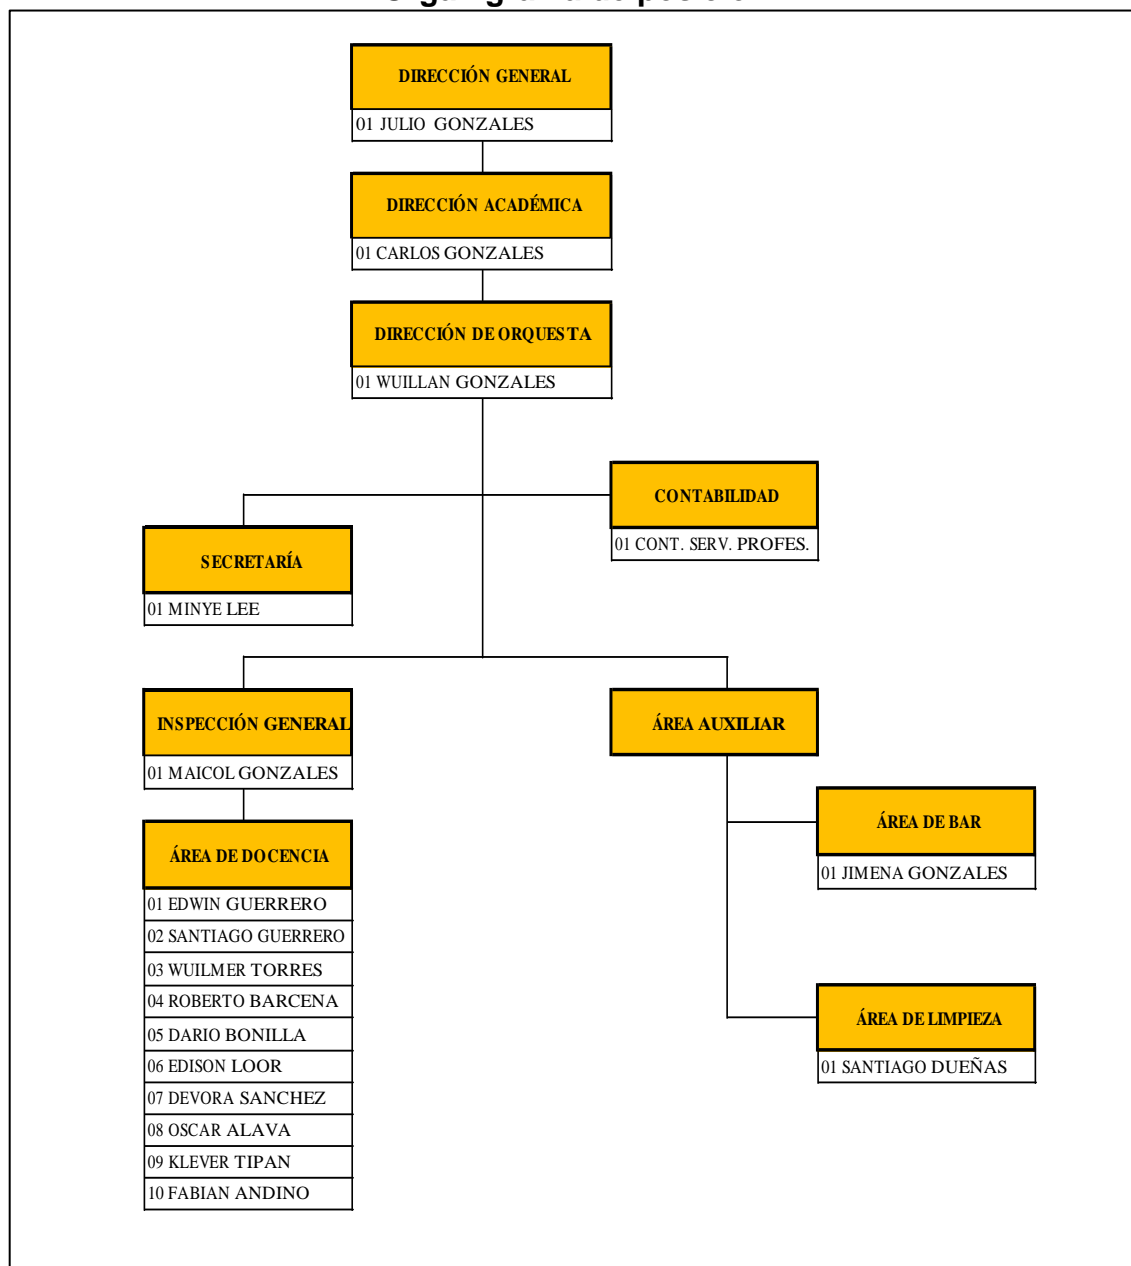 DIRECCIÓN GENERAL
01 JULIO GONZALES
DIRECCIÓN ACADÉMICA
01 CARLOS GONZALES
DIRECCIÓN DE ORQUESTA
01 WUILLAN GONZALES
CONTABILIDAD
01 CONT. SERV. PROFES.
SECRETARÍA
01 MINYE LEE
INSPECCIÓN GENERAL
01 MAICOL GONZALES
ÁREA AUXILIAR
ÁREA DE BAR
01 JIMENA GONZALES
ÁREA DE DOCENCIA
01 EDWIN GUERRERO
02 SANTIAGO GUERRERO
03 WUILMER TORRES
04 ROBERTO BARCENA
05 DARIO BONILLA
06 EDISON LOOR
07 DEVORA SANCHEZ
08 OSCAR ALAVA
09 KLEVER TIPAN
10 FABIAN ANDINO
ÁREA DE LIMPIEZA
01 SANTIAGO DUEÑAS